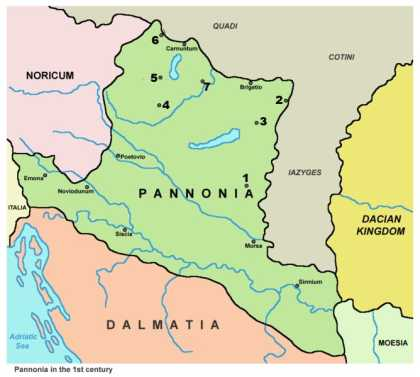 QUADI
6
Carnuntum
COTINI
NORICUM
5
7
Brigetio
2
4
3
Poetovio
IAZYGES
Emona
1
Noviodunum
PANNONIA
ITALIA
DACIAN
KINGDOM
Siscia
Morsa
Sirmium
DALMATIA
Adriatic
Sea
MOESIA
Pannonia in the 1st century